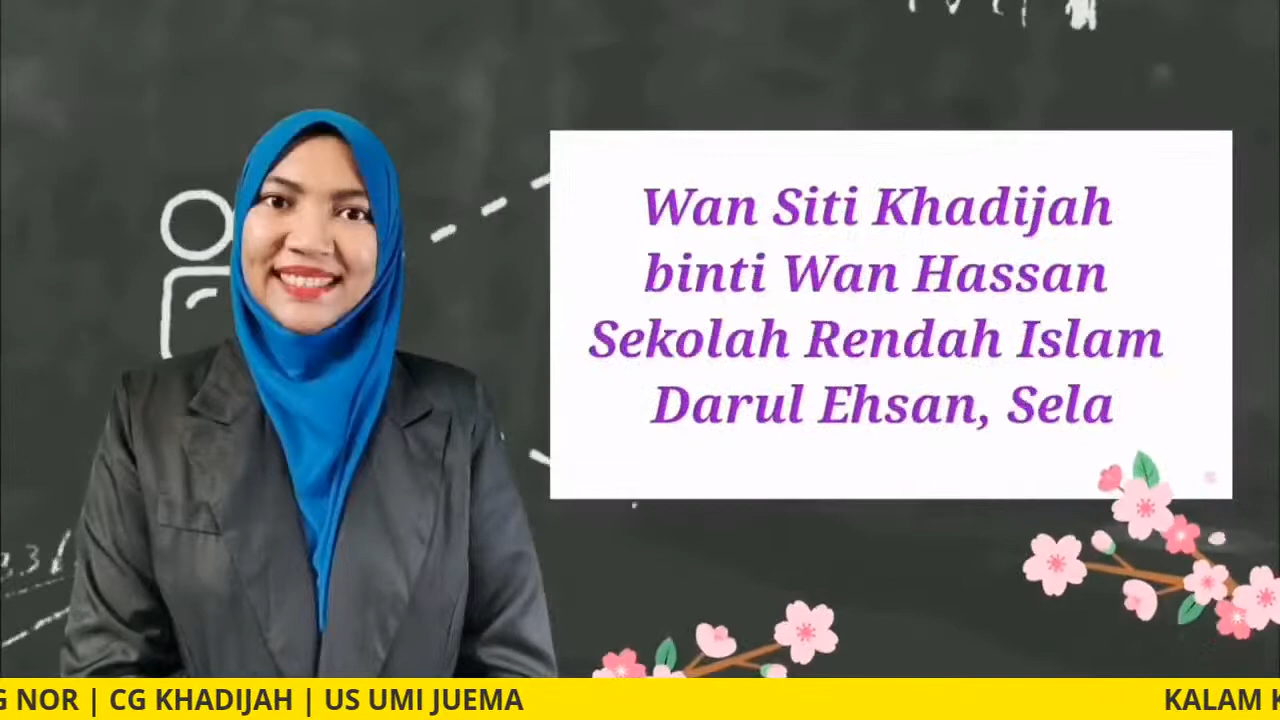 Wan Siti Khadijah
binti Wan Hassan
Sekolah Rendah Islam
Darul Ehsan, Sela
G NOR | CG KHADIJAH | US UMI JUEMA
KALAM K